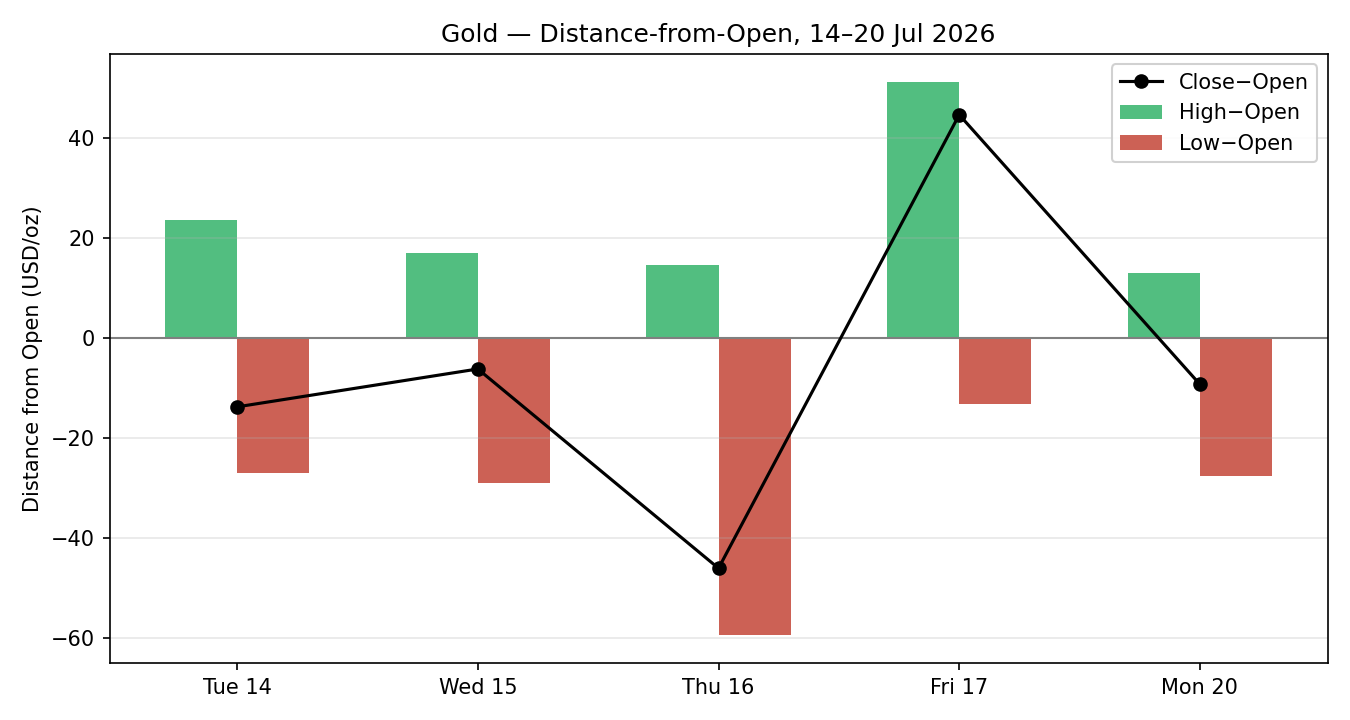 Gold — Distance-from-Open, 14–20 Jul 2026
Close−Open
High−Open
Low−Open
Distance from Open (USD/oz)
40
20
0
−20
−40
−60
Tue 14
Wed 15
Thu 16
Fri 17
Mon 20